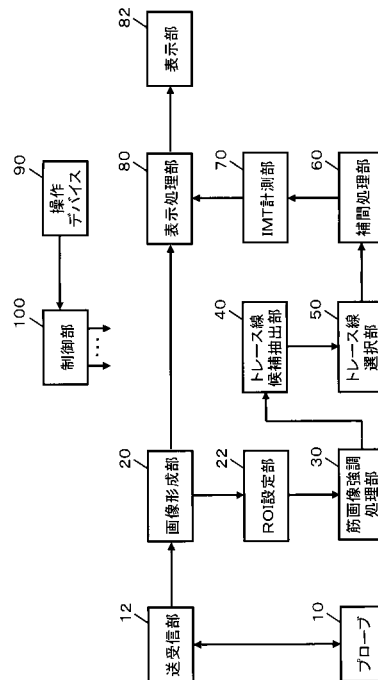 100
制御部
…
90
操作
デバイス
12
送受信部
20
画像形成部
80
表示処理部
82
表示部
22
ROI設定部
40
トレース線
候補抽出部
70
IMT計測部
10
プローブ
30
筋画像強調
処理部
50
トレース線
選択部
60
補間処理部